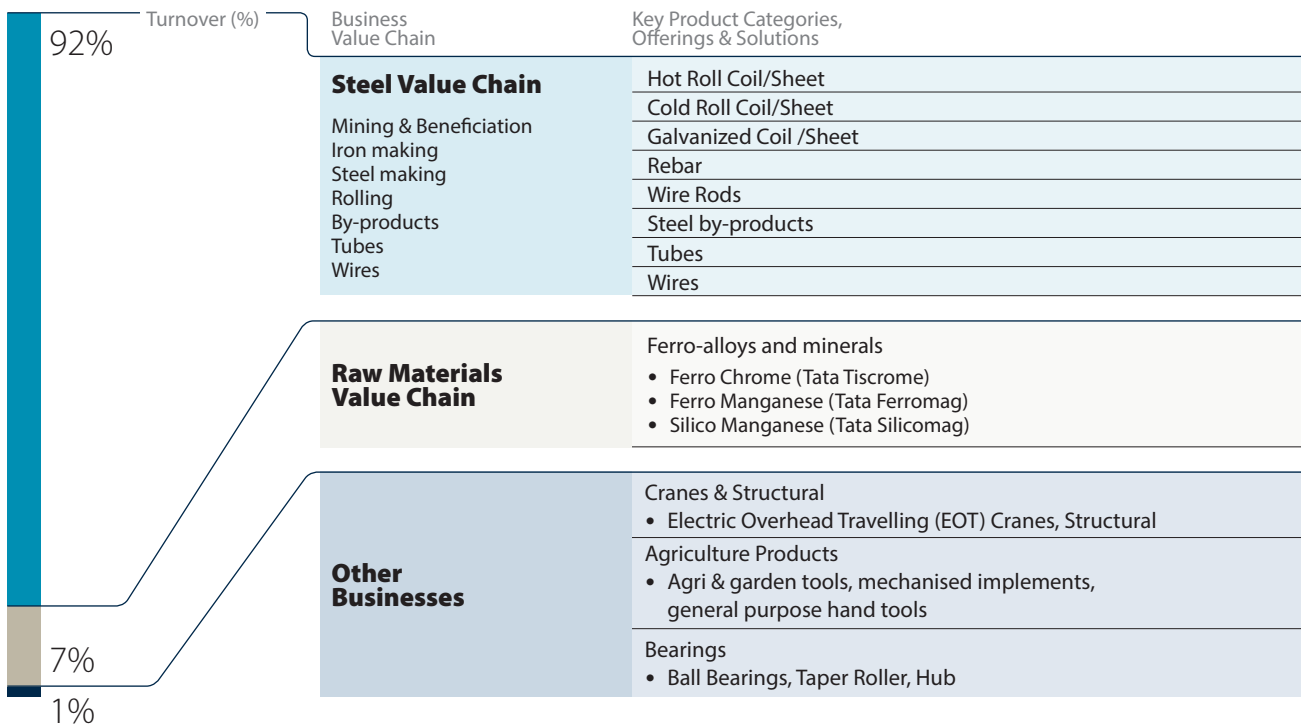 Turnover (%)
Business
Value Chain
Key Product Categories,
Offerings & Solutions
92%
Steel Value Chain
Mining & Beneficiation
Iron making
Steel making
Rolling
By-products
Tubes
Wires
Hot Roll Coil/Sheet
Cold Roll Coil/Sheet
Galvanized Coil /Sheet
Rebar
Wire Rods
Steel by-products
Tubes
Wires
7%
Raw Materials
Value Chain
Ferro-alloys and minerals
• Ferro Chrome (Tata Tiscrome)
• Ferro Manganese (Tata Ferromag)
• Silico Manganese (Tata Silicomag)
1%
Other
Businesses
Cranes & Structural
• Electric Overhead Travelling (EOT) Cranes, Structural
Agriculture Products
• Agri & garden tools, mechanised implements,
general purpose hand tools
Bearings
• Ball Bearings, Taper Roller, Hub